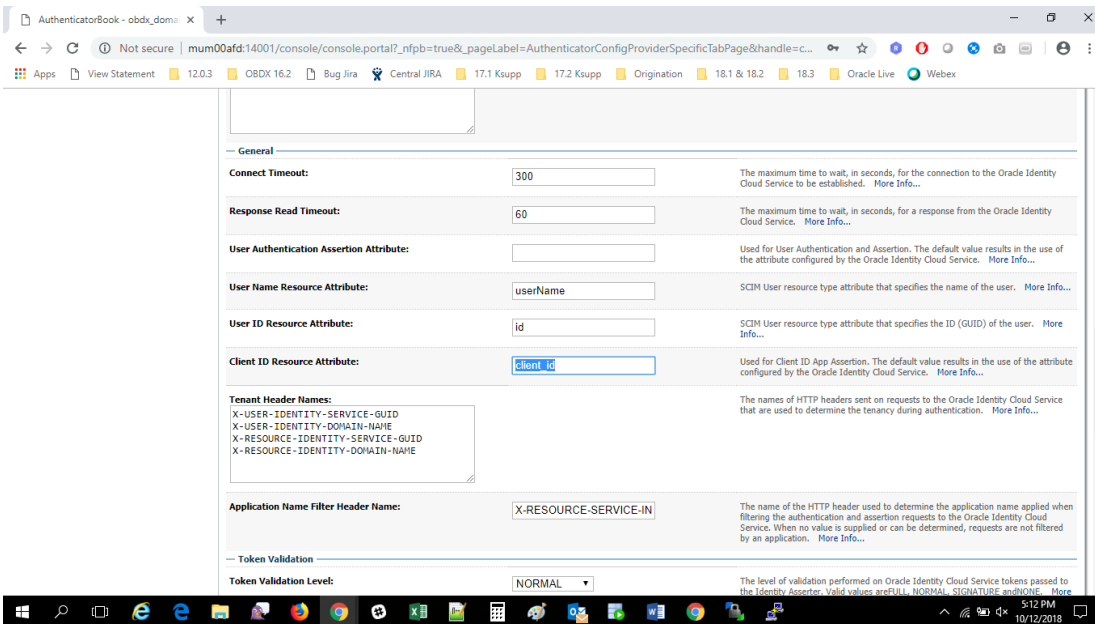 AuthenticatorBook - obdx_doma
Not secure | mum00afd:14001/console/console.portal?_nfpb=true&_pageLabel=AuthenticatorConfigProviderSpecificTabPage&handle=c...
Apps View Statement 12.0.3 OBDX 16.2 Bug Jira Central JIRA 17.1 Ksupp 17.2 Ksupp Origination 18.1 & 18.2 18.3 Oracle Live Webex
General
Connect Timeout:
300
The maximum time to wait, in seconds, for the connection to the Oracle Identity
Cloud Service to be established. More Info...
Response Read Timeout:
60
The maximum time to wait, in seconds, for a response from the Oracle Identity
Cloud Service. More Info...
User Authentication Assertion Attribute:
Used for User Authentication and Assertion. The default value results in the use of
the attribute configured by the Oracle Identity Cloud Service. More Info...
User Name Resource Attribute:
userName
SCIM User resource type attribute that specifies the name of the user. More Info...
User ID Resource Attribute:
id
SCIM User resource type attribute that specifies the ID (GUID) of the user. More
Info...
Client ID Resource Attribute:
client_id
Used for Client ID App Assertion. The default value results in the use of the attribute
configured by the Oracle Identity Cloud Service. More Info...
Tenant Header Names:
X-USER-IDENTITY-SERVICE-GUID
X-USER-IDENTITY-DOMAIN-NAME
X-RESOURCE-IDENTITY-SERVICE-GUID
X-RESOURCE-IDENTITY-DOMAIN-NAME
The names of HTTP headers sent on requests to the Oracle Identity Cloud Service
that are used to determine the tenancy during authentication. More Info...
Application Name Filter Header Name:
X-RESOURCE-SERVICE-IN
The name of the HTTP header used to determine the application name applied when
filtering the authentication and assertion requests to the Oracle Identity Cloud
Service. When no value is supplied or can be determined, requests are not filtered
by an application. More Info...
Token Validation
Token Validation Level:
NORMAL
The level of validation performed on Oracle Identity Cloud Service tokens passed to
the Identity Asserter. Valid values areFULL, NORMAL, SIGNATURE andNONE. More
5:12 PM
10/12/2018